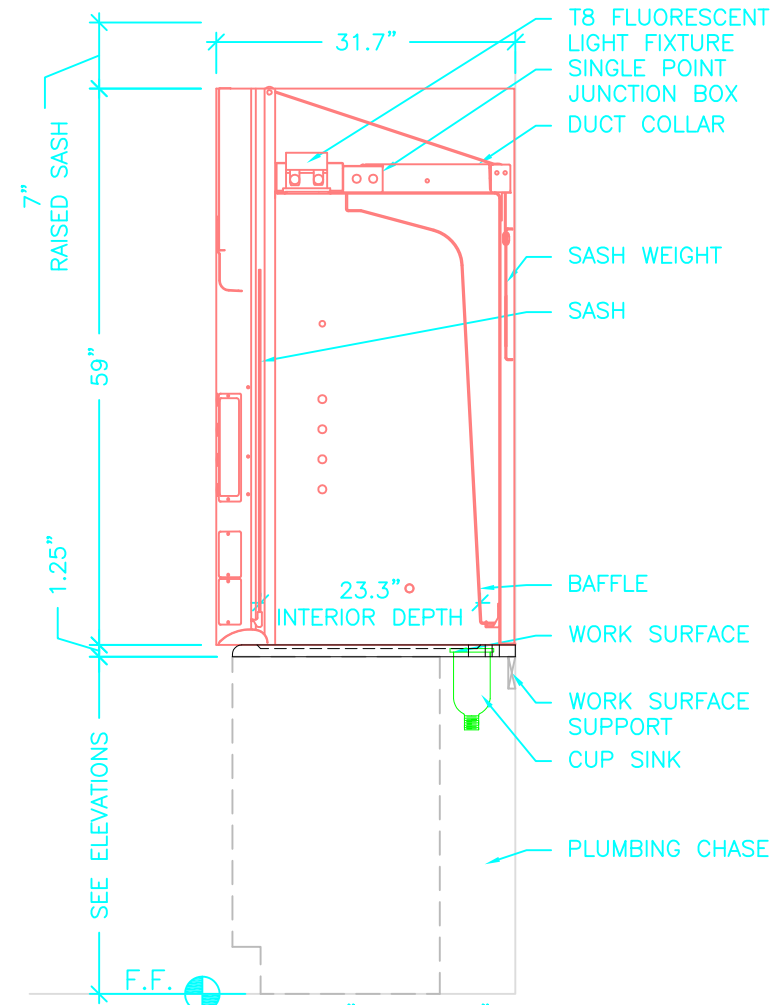 T8 FLUORESCENT
LIGHT FIXTURE
31.7"
SINGLE POINT
JUNCTION BOX
DUCT COLLAR
7"
RAISED SASH
SASH WEIGHT
SASH
59"
1.25"
23.3"
INTERIOR DEPTH
BAFFLE
WORK SURFACE
WORK SURFACE
SUPPORT
CUP SINK
SEE ELEVATIONS
PLUMBING CHASE
F.F.